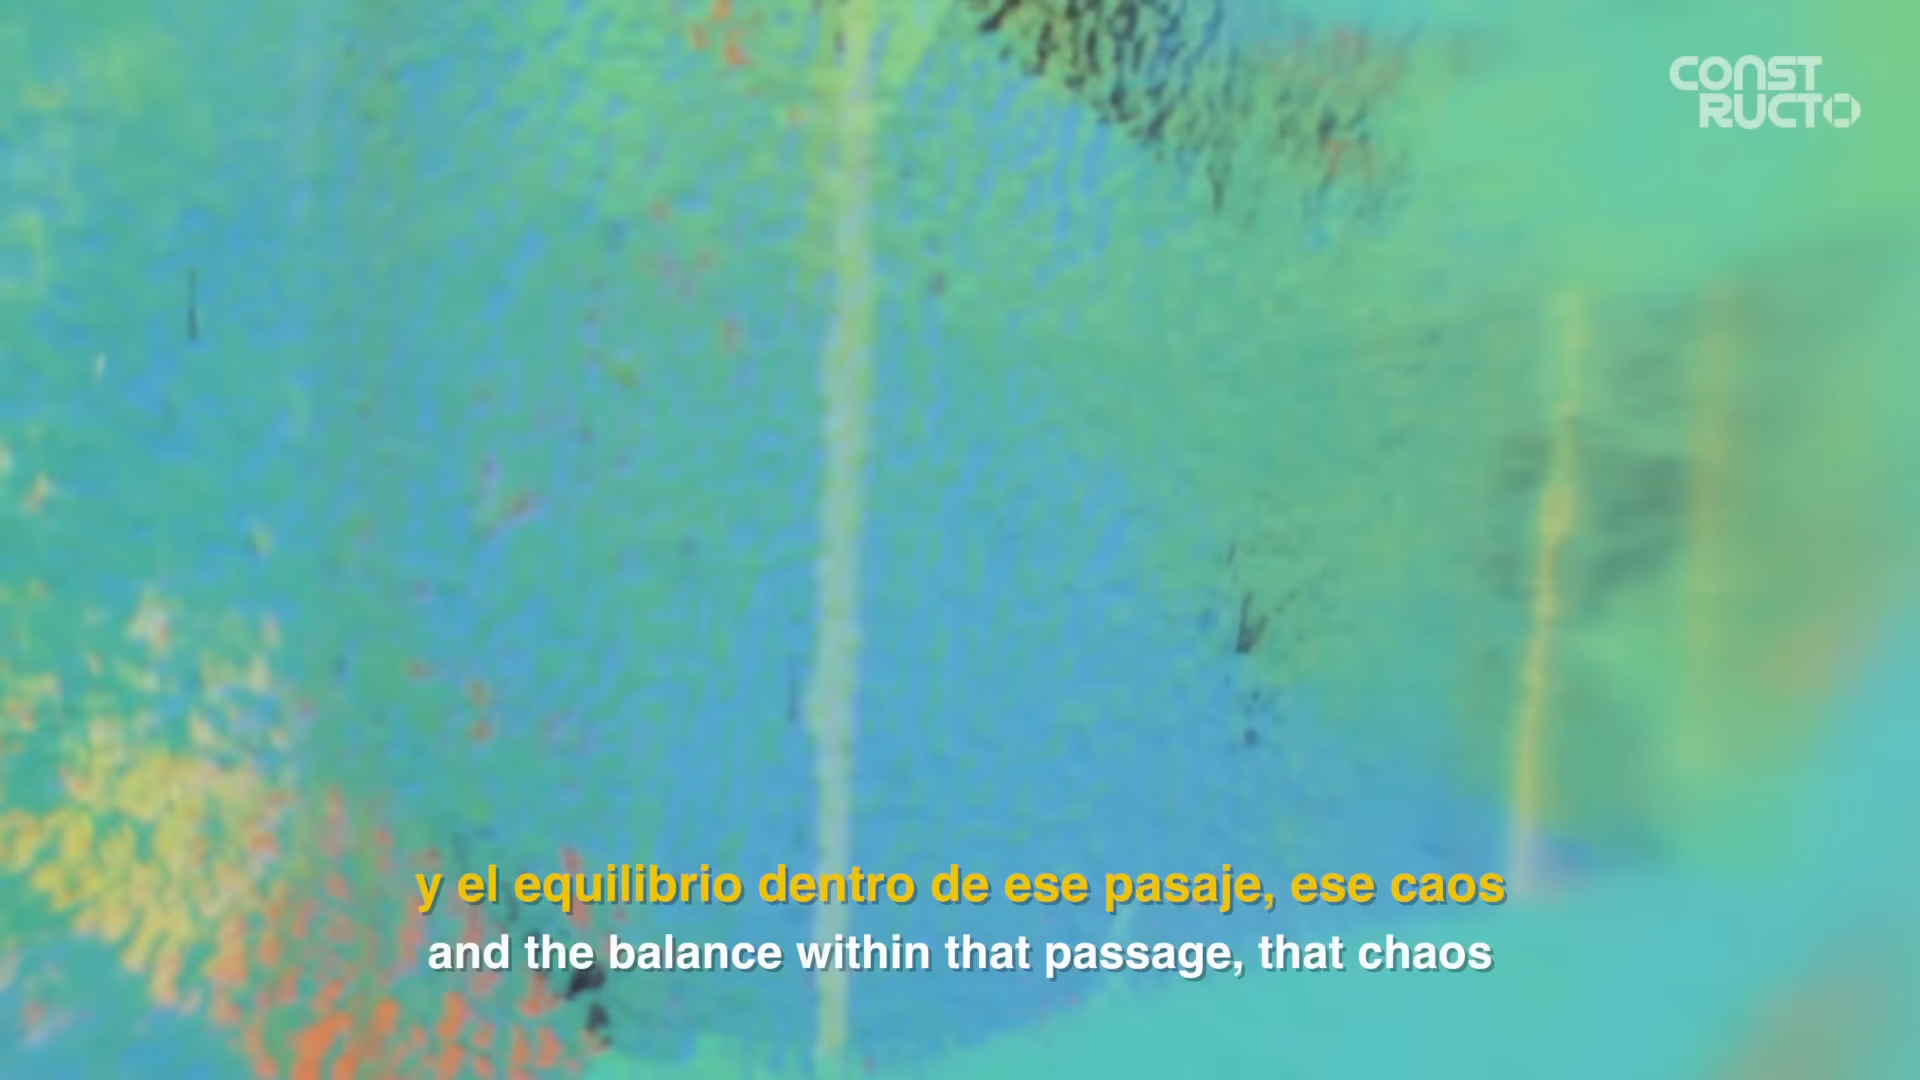 CONST
RUCTO
y el equilibrio dentro de ese pasaje, ese caos
and the balance within that passage, that chaos